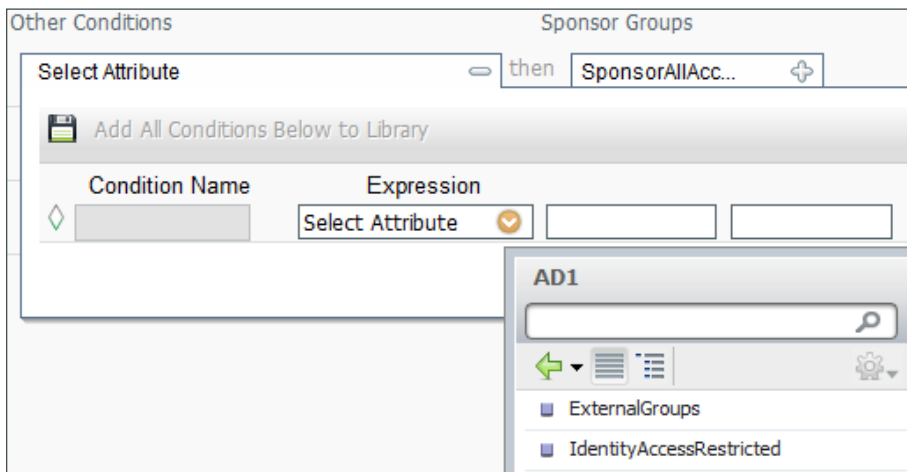 Other Conditions Sponsor Groups
Select Attribute then SponsorAllAcc...
Add All Conditions Below to Library
Condition Name Expression
Select Attribute
AD1
ExternalGroups
IdentityAccessRestricted